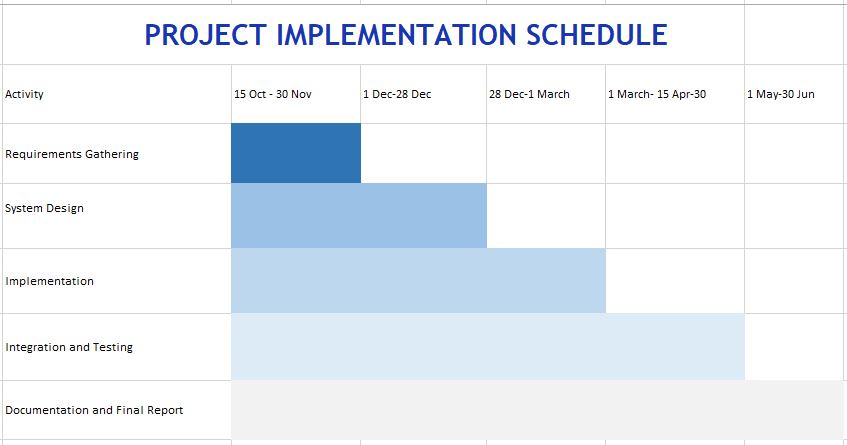 PROJECT IMPLEMENTATION SCHEDULE
Activity
15 Oct - 30 Nov
1 Dec-28 Dec
28 Dec-1 March
1 March- 15 Apr-30
1 May-30 Jun
Requirements Gathering
System Design
Implementation
Integration and Testing
Documentation and Final Report